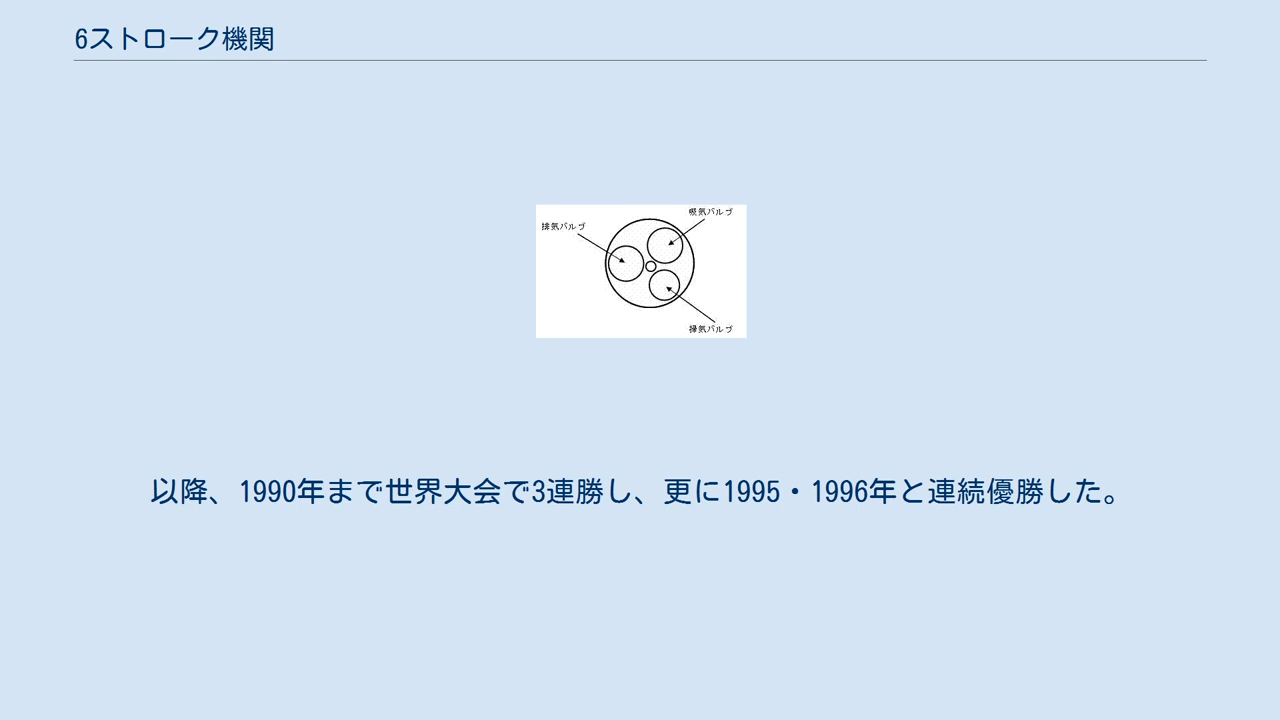 6ストローク機関
吸気バルブ
排気バルブ
掃気バルブ
以降、1990年まで世界大会で3連勝し、更に1995・1996年と連続優勝した。